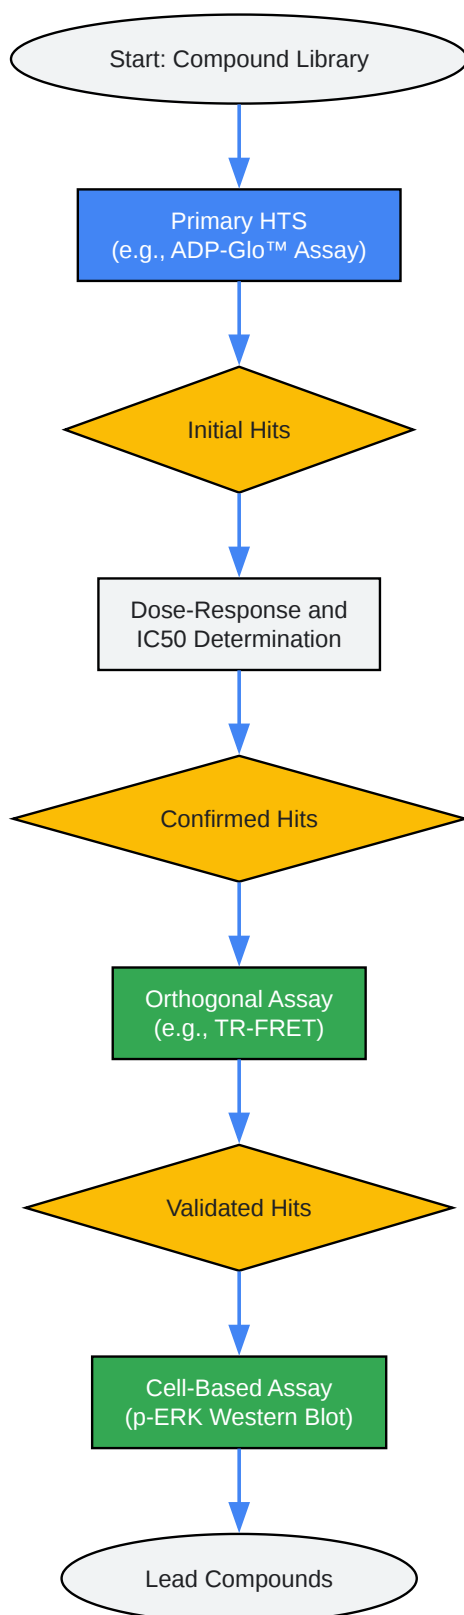 Start: Compound Library
Primary HTS
(e.g., ADP-Glo™ Assay)
Initial Hits
Dose-Response and
IC50 Determination
Confirmed Hits
Orthogonal Assay
(e.g., TR-FRET)
Validated Hits
Cell-Based Assay
(p-ERK Western Blot)
Lead Compounds